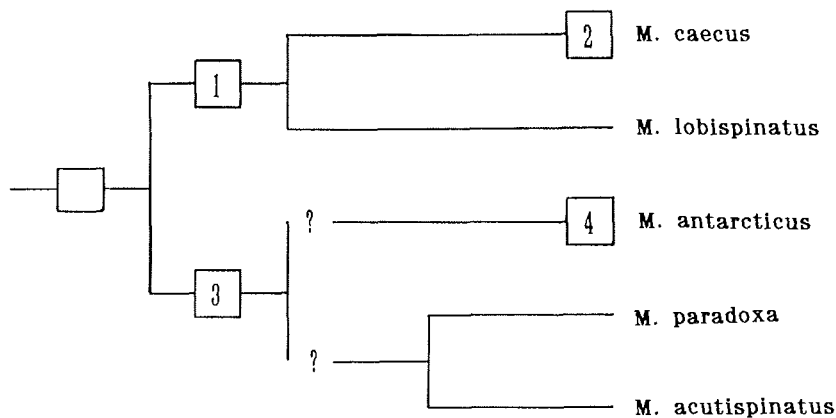 2 M. caecus
1
M. lobispinatus
? 4 M. antarcticus
3
M. paradoxa
?
M. acutispinatus